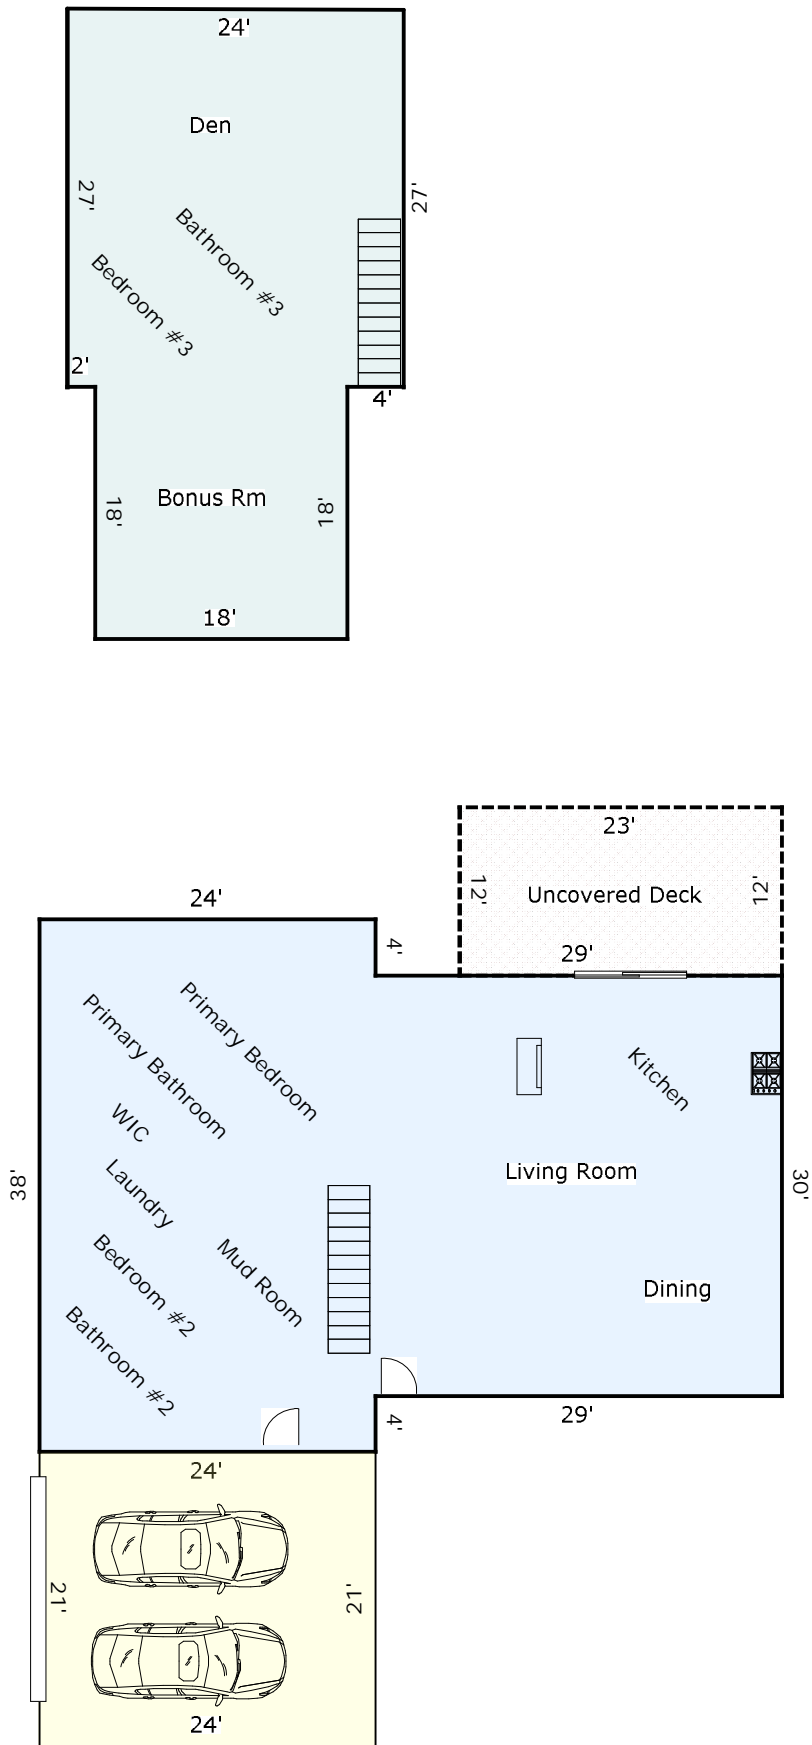 24'
Den
27'
27'
Bathroom #3
Bedroom #3
2'
4'
Bonus Rm
18'
18'
18'
23'
12'
Uncovered Deck
12'
24'
4'
29'
Primary Bedroom
Primary Bathroom
Kitchen
WIC
Laundry
Living Room
38'
30'
Mud Room
Bedroom #2
Dining
Bathroom #2
4'
29'
24'
21'
21'
24'